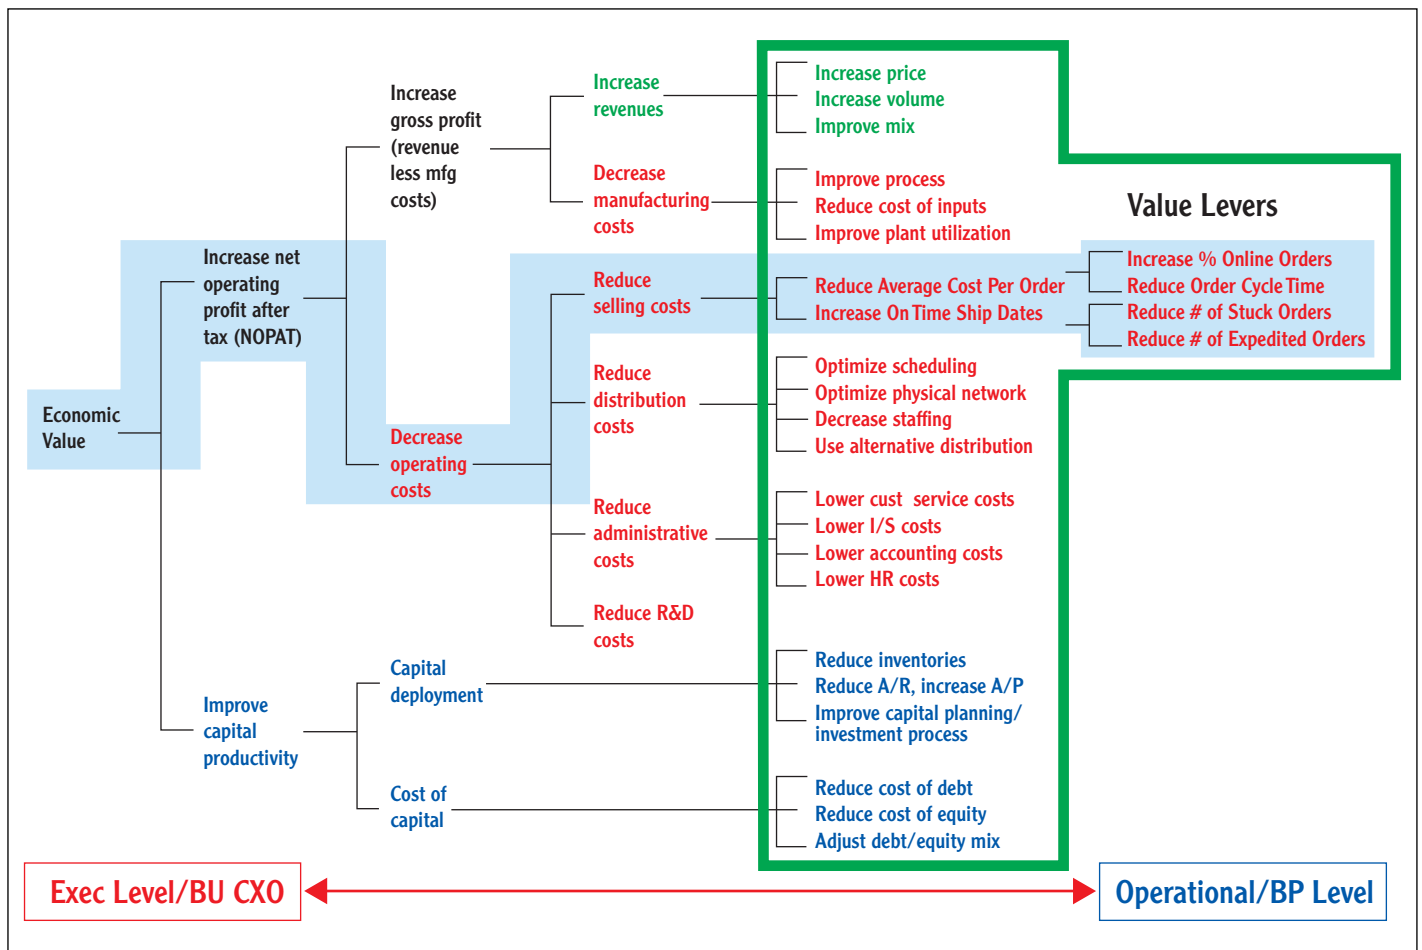 Increase
gross profit
(revenue
less mfg
costs)
Increase
revenues
Increase price
Increase volume
Improve mix
Decrease
manufacturing
costs
Improve process
Reduce cost of inputs
Improve plant utilization
Value Levers
Increase net
operating
profit after
tax (NOPAT)
Reduce
selling costs
Reduce Average Cost Per Order
Increase On Time Ship Dates
Increase % Online Orders
Reduce Order Cycle Time
Reduce # of Stuck Orders
Reduce # of Expedited Orders
Economic
Value
Decrease
operating
costs
Reduce
distribution
costs
Optimize scheduling
Optimize physical network
Decrease staffing
Use alternative distribution
Reduce
administrative
costs
Lower cust service costs
Lower I/S costs
Lower accounting costs
Lower HR costs
Reduce R&D
costs
Improve
capital
productivity
Capital
deployment
Reduce inventories
Reduce A/R, increase A/P
Improve capital planning/
investment process
Cost of
capital
Reduce cost of debt
Reduce cost of equity
Adjust debt/equity mix
Exec Level/BU CXO
Operational/BP Level